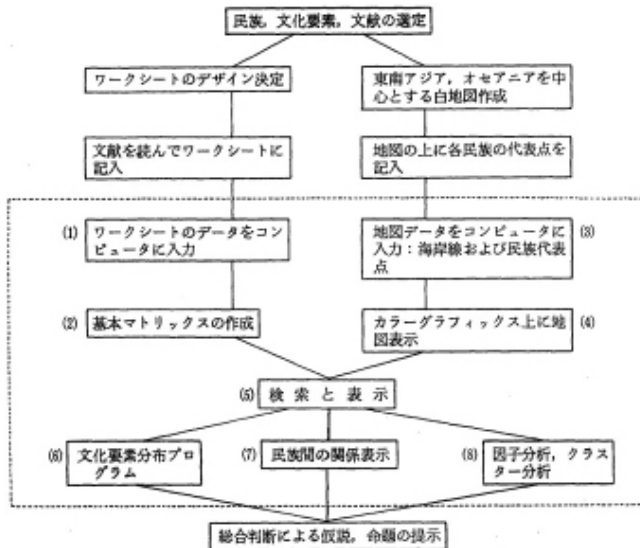 民族，文化要素，文献の選定
ワークシートのデザイン決定
東南アジア，オセアニアを中
心とする白地図作成
文献を読んでワークシートに
記入
地図の上に各民族の代表点を
記入
(1)
ワークシートのデータをコン
ピュータに入力
地図データをコンピュータに
入力：海岸線および民族代表
点
(3)
(2)
基本マトリックスの作成
カラーグラフィックス上に地
図表示
(4)
(5)
検索と表示
(6)
文化要素分布プロ
グラム
(7)
民族間の関係表示
(8)
因子分析，クラス
ター分析
総合判断による仮説，命題の提示